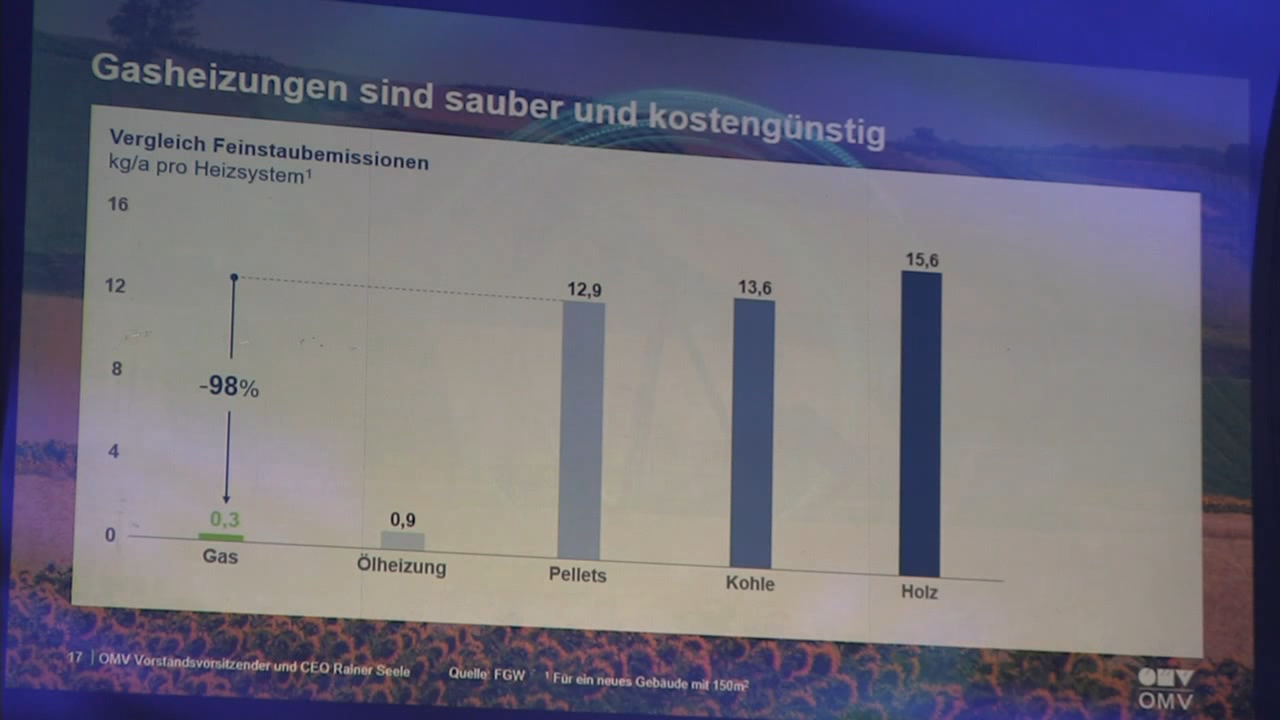 Gasheizungen sind sauber und kostengünstig
Vergleich Feinstaubemissionen
kg/a pro Heizsystem¹
16
12
8
4
0
-98%
0,3
0,9
12,9
13,6
15,6
Gas
Ölheizung
Pellets
Kohle
Holz
17 | OMV Vorstandsvorsitzender und CEO Rainer Seele
Quelle: FGW
¹ Für ein neues Gebäude mit 150m²
OMV
OMV